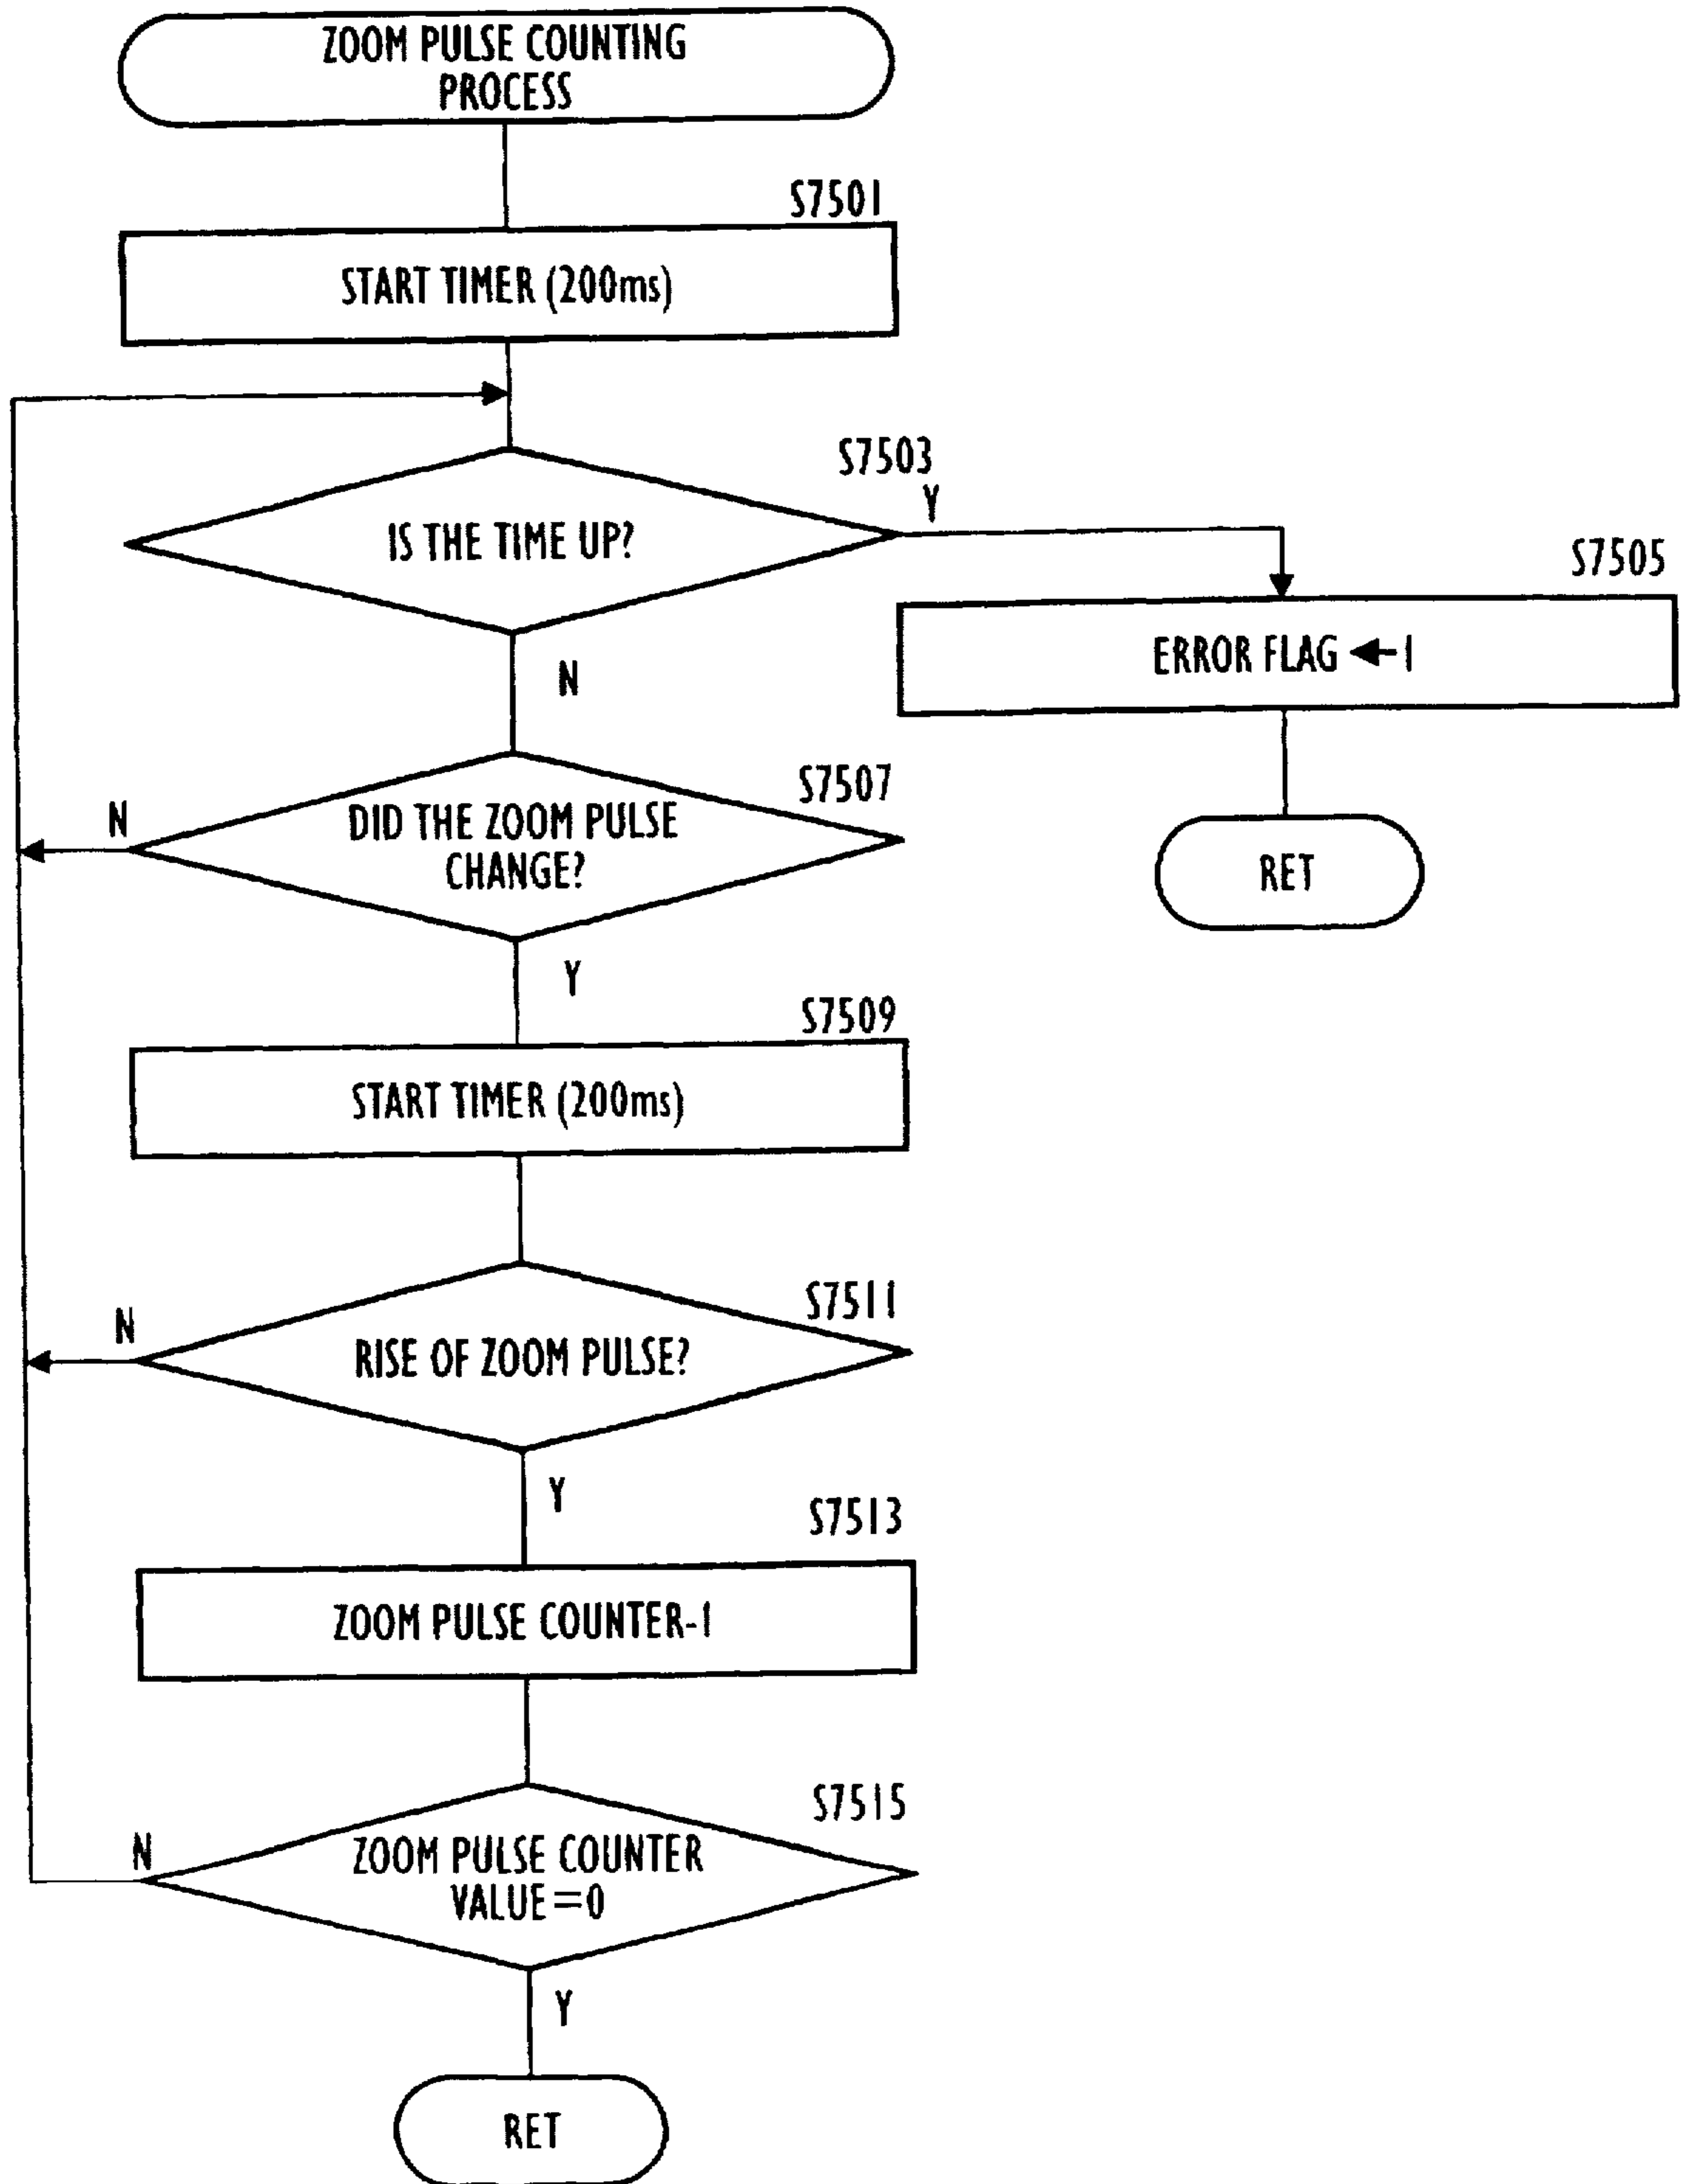 ZOOM PULSE COUNTING
PROCESS
S7501
START TIMER (200ms)
S7503
IS THE TIME UP?
Y
S7505
ERROR FLAG ←1
RET
N
S7507
DID THE ZOOM PULSE
CHANGE?
N
Y
S7509
START TIMER (200ms)
S7511
RISE OF ZOOM PULSE?
N
Y
S7513
ZOOM PULSE COUNTER-1
S7515
ZOOM PULSE COUNTER
VALUE=0
N
Y
RET